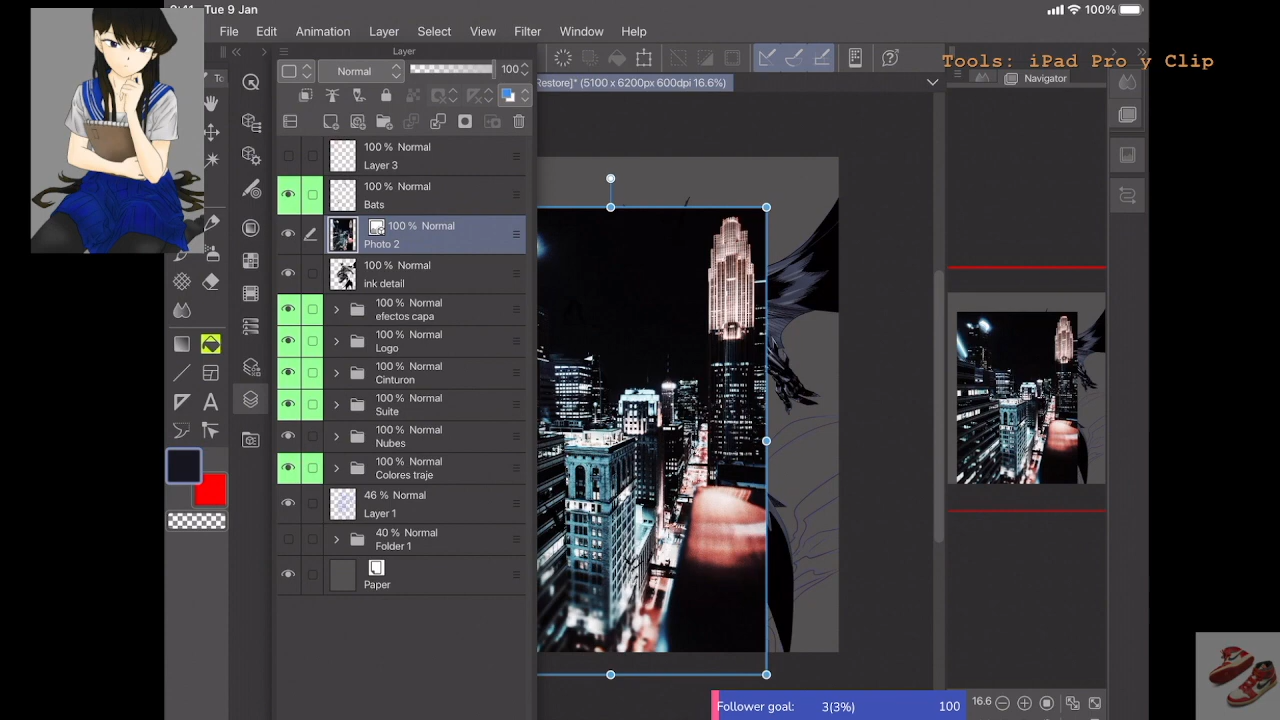 Tue 9 Jan
100%
File Edit Animation Layer Select View Filter Window Help
Layer
Normal 100
Restore]* (5100 x 6200px 600dpi 16.6%)
Tools: iPad Pro y Clip
Navigator
100 % Normal
Layer 3
100 % Normal
Bats
100 % Normal
Photo 2
100 % Normal
ink detail
100 % Normal
efectos capa
100 % Normal
Logo
100 % Normal
Cinturon
100 % Normal
Suite
100 % Normal
Nubes
100 % Normal
Colores traje
46 % Normal
Layer 1
40 % Normal
Folder 1
Paper
16.6
Follower goal: 3(3%) 100